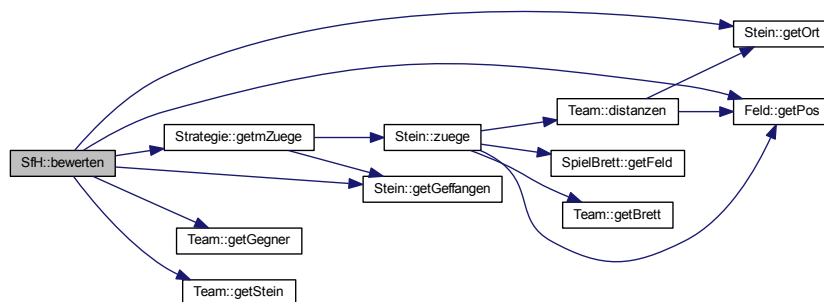 Stein::getOrt
Team::distanzen
Feld::getPos
Strategie::getmZuege
Stein::zuege
SfH::bewerten
SpielBrett::getFeld
Stein::getGeffangen
Team::getBrett
Team::getGegner
Team::getStein